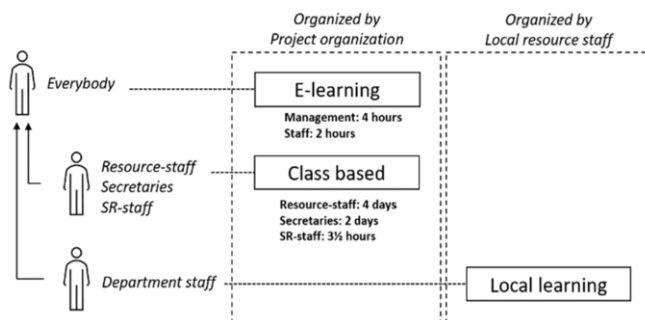 Organized by
Project organization
Organized by
Local resource staff
Everybody
E-learning
Management: 4 hours
Staff: 2 hours
Resource-staff
Secretaries
SR-staff
Class based
Resource-staff: 4 days
Secretaries: 2 days
SR-staff: 3½ hours
Department staff
Local learning